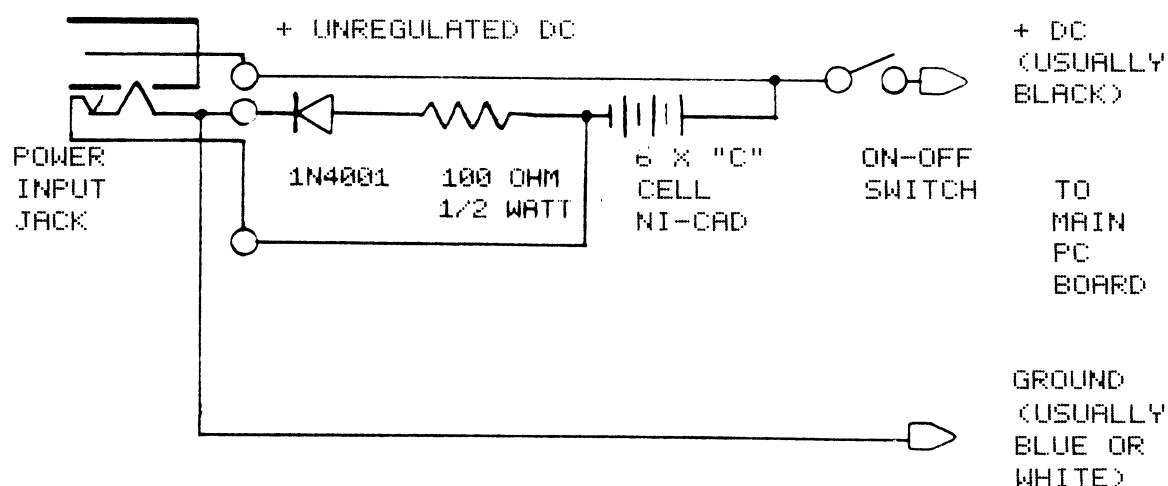 + UNREGULATED DC
+ DC
(USUALLY
BLACK)
POWER
INPUT
JACK
1N4001
100 OHM
1/2 WATT
6 X "C"
CELL
NI-CAD
ON-OFF
SWITCH
TO
MAIN
PC
BOARD
GROUND
(USUALLY
BLUE OR
WHITE)